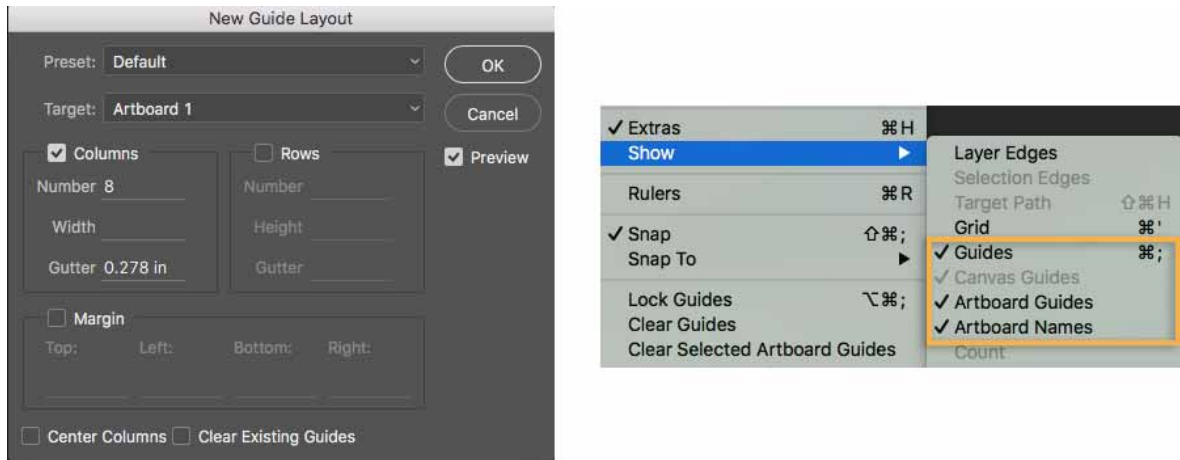 New Guide Layout
Preset: Default
OK
Target: Artboard 1
Cancel
Columns
Rows
Preview
Number 8
Number
Width
Height
Gutter 0.278 in
Gutter
Margin
Top: Left: Bottom: Right:
Center Columns Clear Existing Guides
✓ Extras ⌘H
Show ▶
Rulers ⌘R
✓ Snap ⇧⌘;
Snap To ▶
Lock Guides ⌥⌘;
Clear Guides
Clear Selected Artboard Guides
Layer Edges
Selection Edges
Target Path ⇧⌘H
Grid ⌘'
✓ Guides ⌘;
✓ Canvas Guides
✓ Artboard Guides
✓ Artboard Names
Count